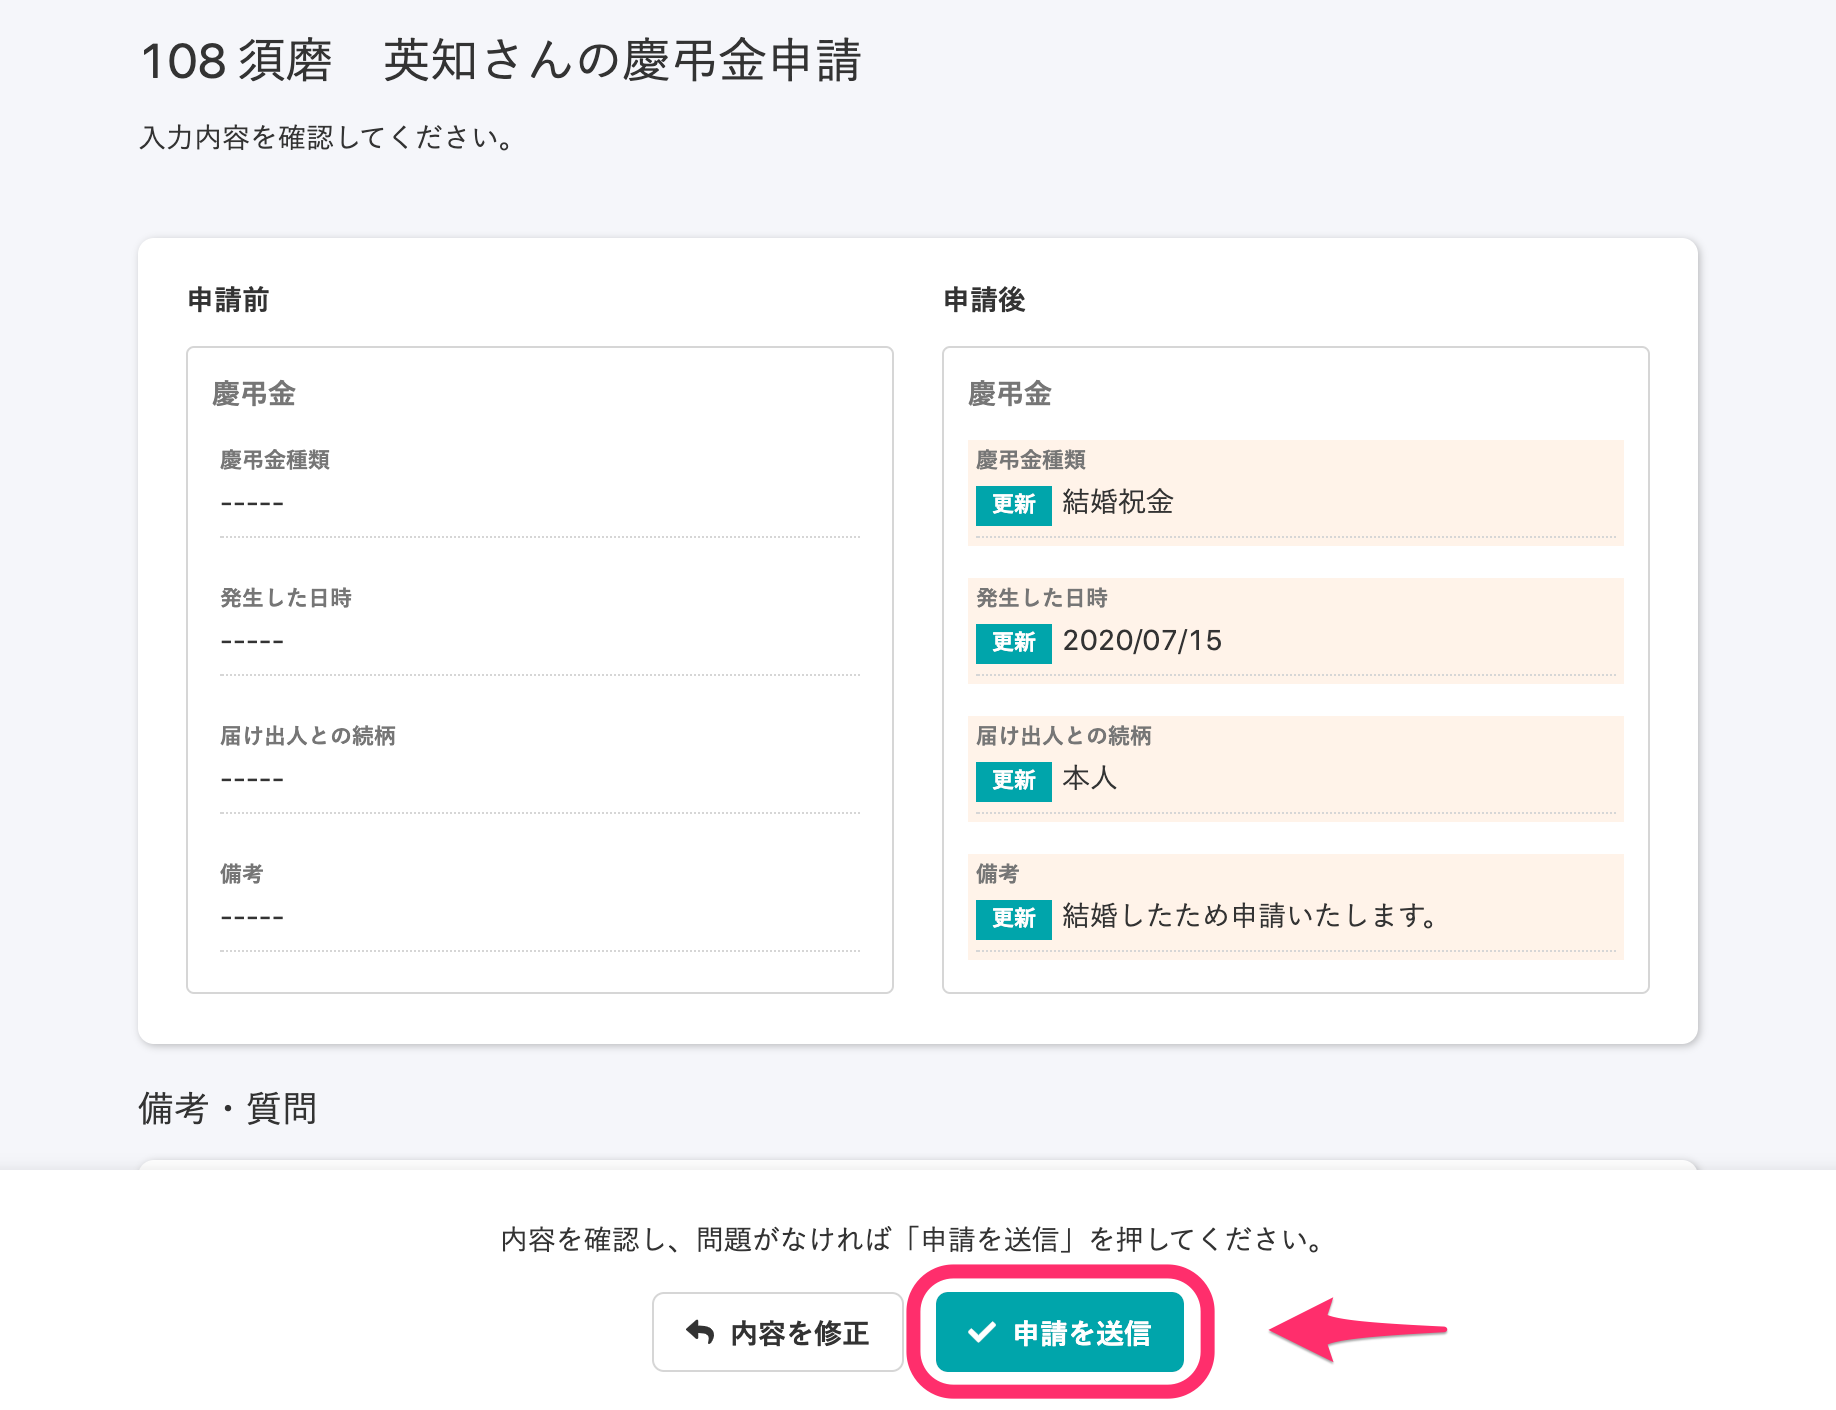 108 須磨　英知さんの慶弔金申請
入力内容を確認してください。
申請前
慶弔金
慶弔金種類
-----
発生した日時
-----
届け出人との続柄
-----
備考
-----
申請後
慶弔金
慶弔金種類
更新 結婚祝金
発生した日時
更新 2020/07/15
届け出人との続柄
更新 本人
備考
更新 結婚したため申請いたします。
備考・質問
内容を確認し、問題がなければ「申請を送信」を押してください。
内容を修正
申請を送信